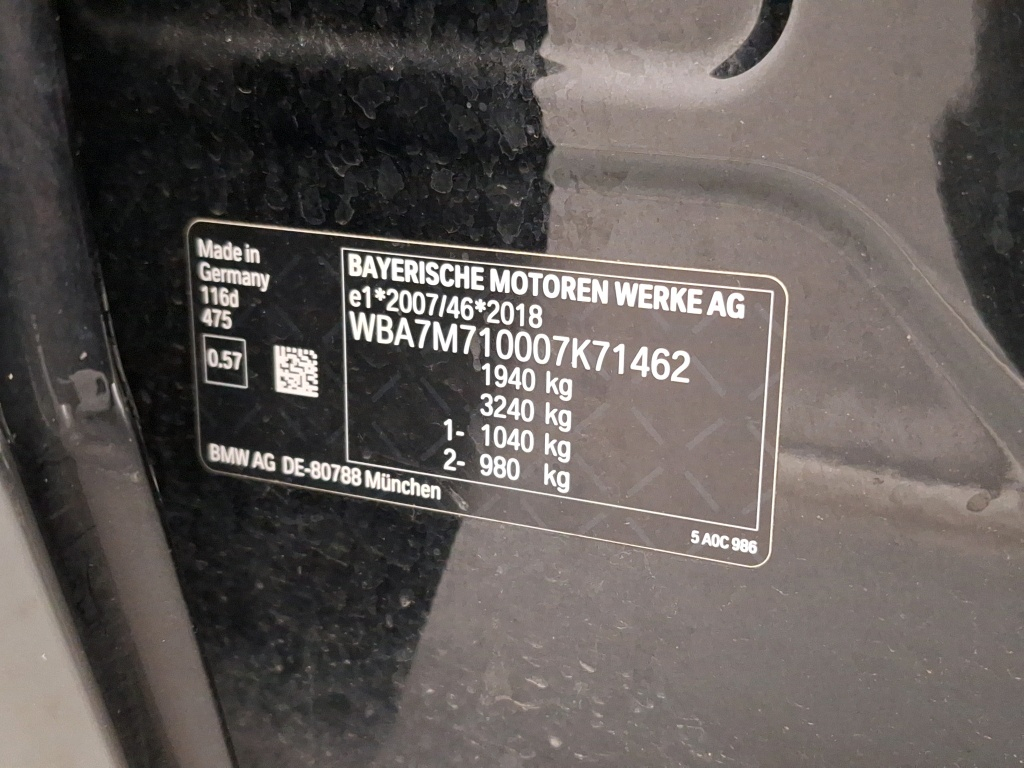 Made in
Germany
116d
475
0.57
BAYERISCHE MOTOREN WERKE AG
e1*2007/46*2018
WBA7M710007K71462
1940 kg
3240 kg
1- 1040 kg
2- 980 kg
BMW AG DE-80788 München
5 A0C 986